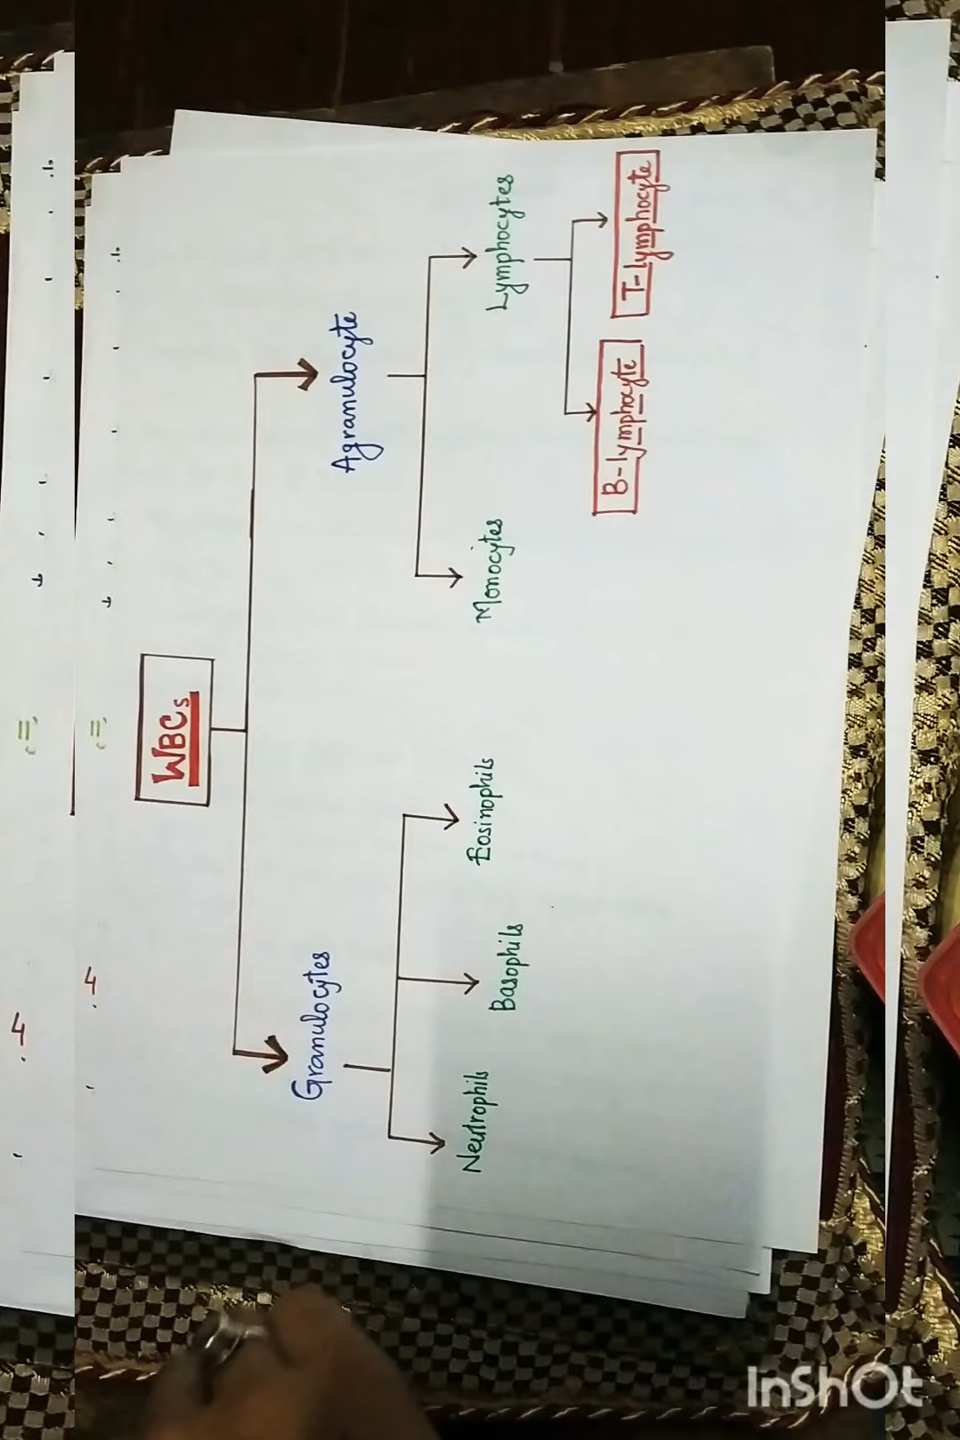 WBCs
Granulocytes
Agranulocyte
Neutrophils
Basophils
Eosinophils
Monocytes
Lymphocytes
B-lymphocyte
T-lymphocyte
InShOt